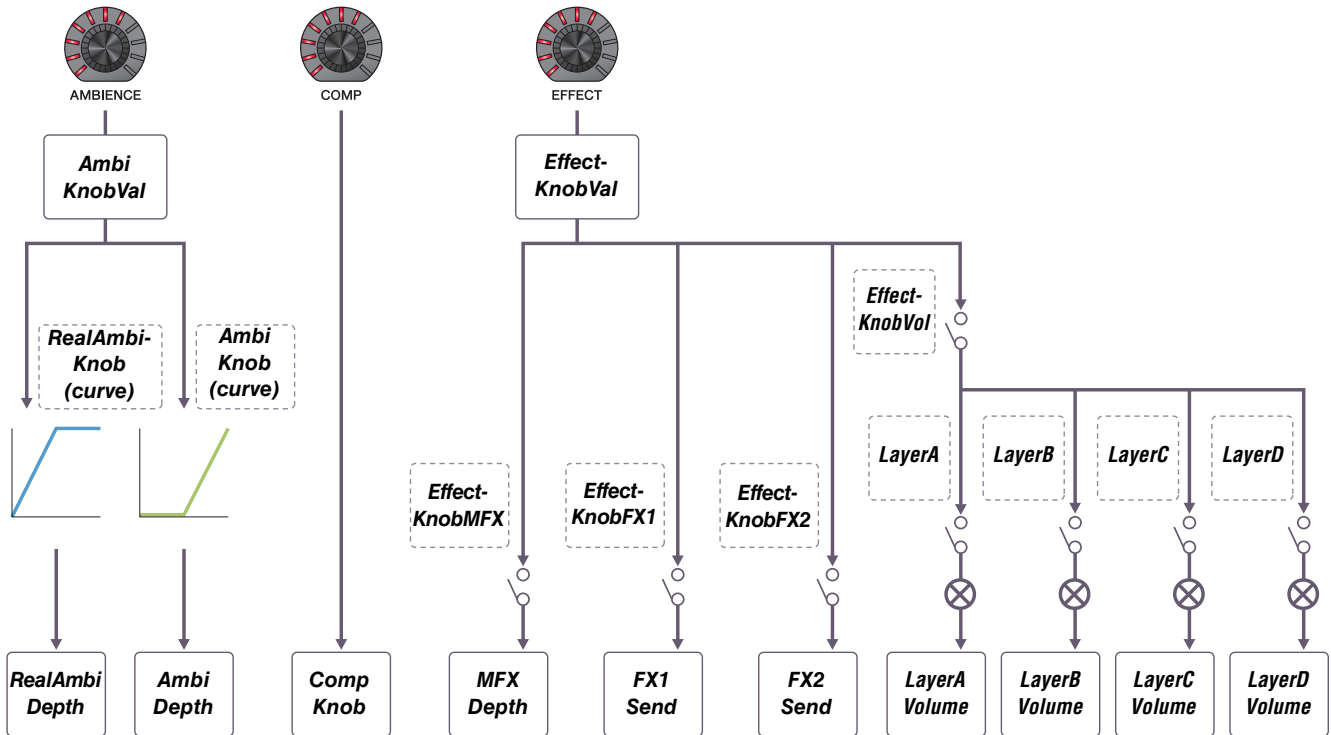 AMBIENCE
COMP
EFFECT
Ambi
KnobVal
Effect-
KnobVal
Effect-
KnobVol
RealAmbi-
Knob
(curve)
Ambi
Knob
(curve)
LayerA
LayerB
LayerC
LayerD
Effect-
KnobMFX
Effect-
KnobFX1
Effect-
KnobFX2
RealAmbi
Depth
Ambi
Depth
Comp
Knob
MFX
Depth
FX1
Send
FX2
Send
LayerA
Volume
LayerB
Volume
LayerC
Volume
LayerD
Volume